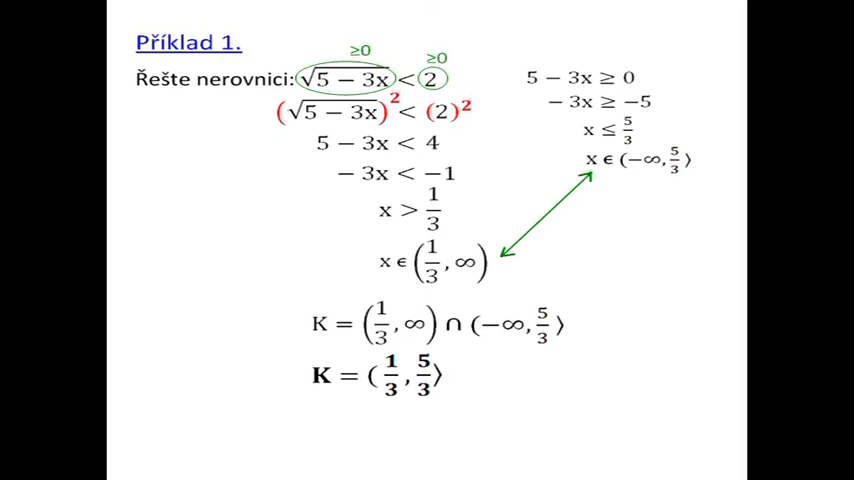 Příklad 1.
≥0 ≥0
Řešte nerovnici: √5 − 3x < 2
(√5 − 3x)² < (2)²
5 − 3x < 4
− 3x < −1
x > 1/3
x ϵ (1/3, ∞)
5 − 3x ≥ 0
− 3x ≥ −5
x ≤ 5/3
x ϵ (−∞, 5/3⟩
K = (1/3, ∞) ∩ (−∞, 5/3⟩
K = (1/3, 5/3⟩